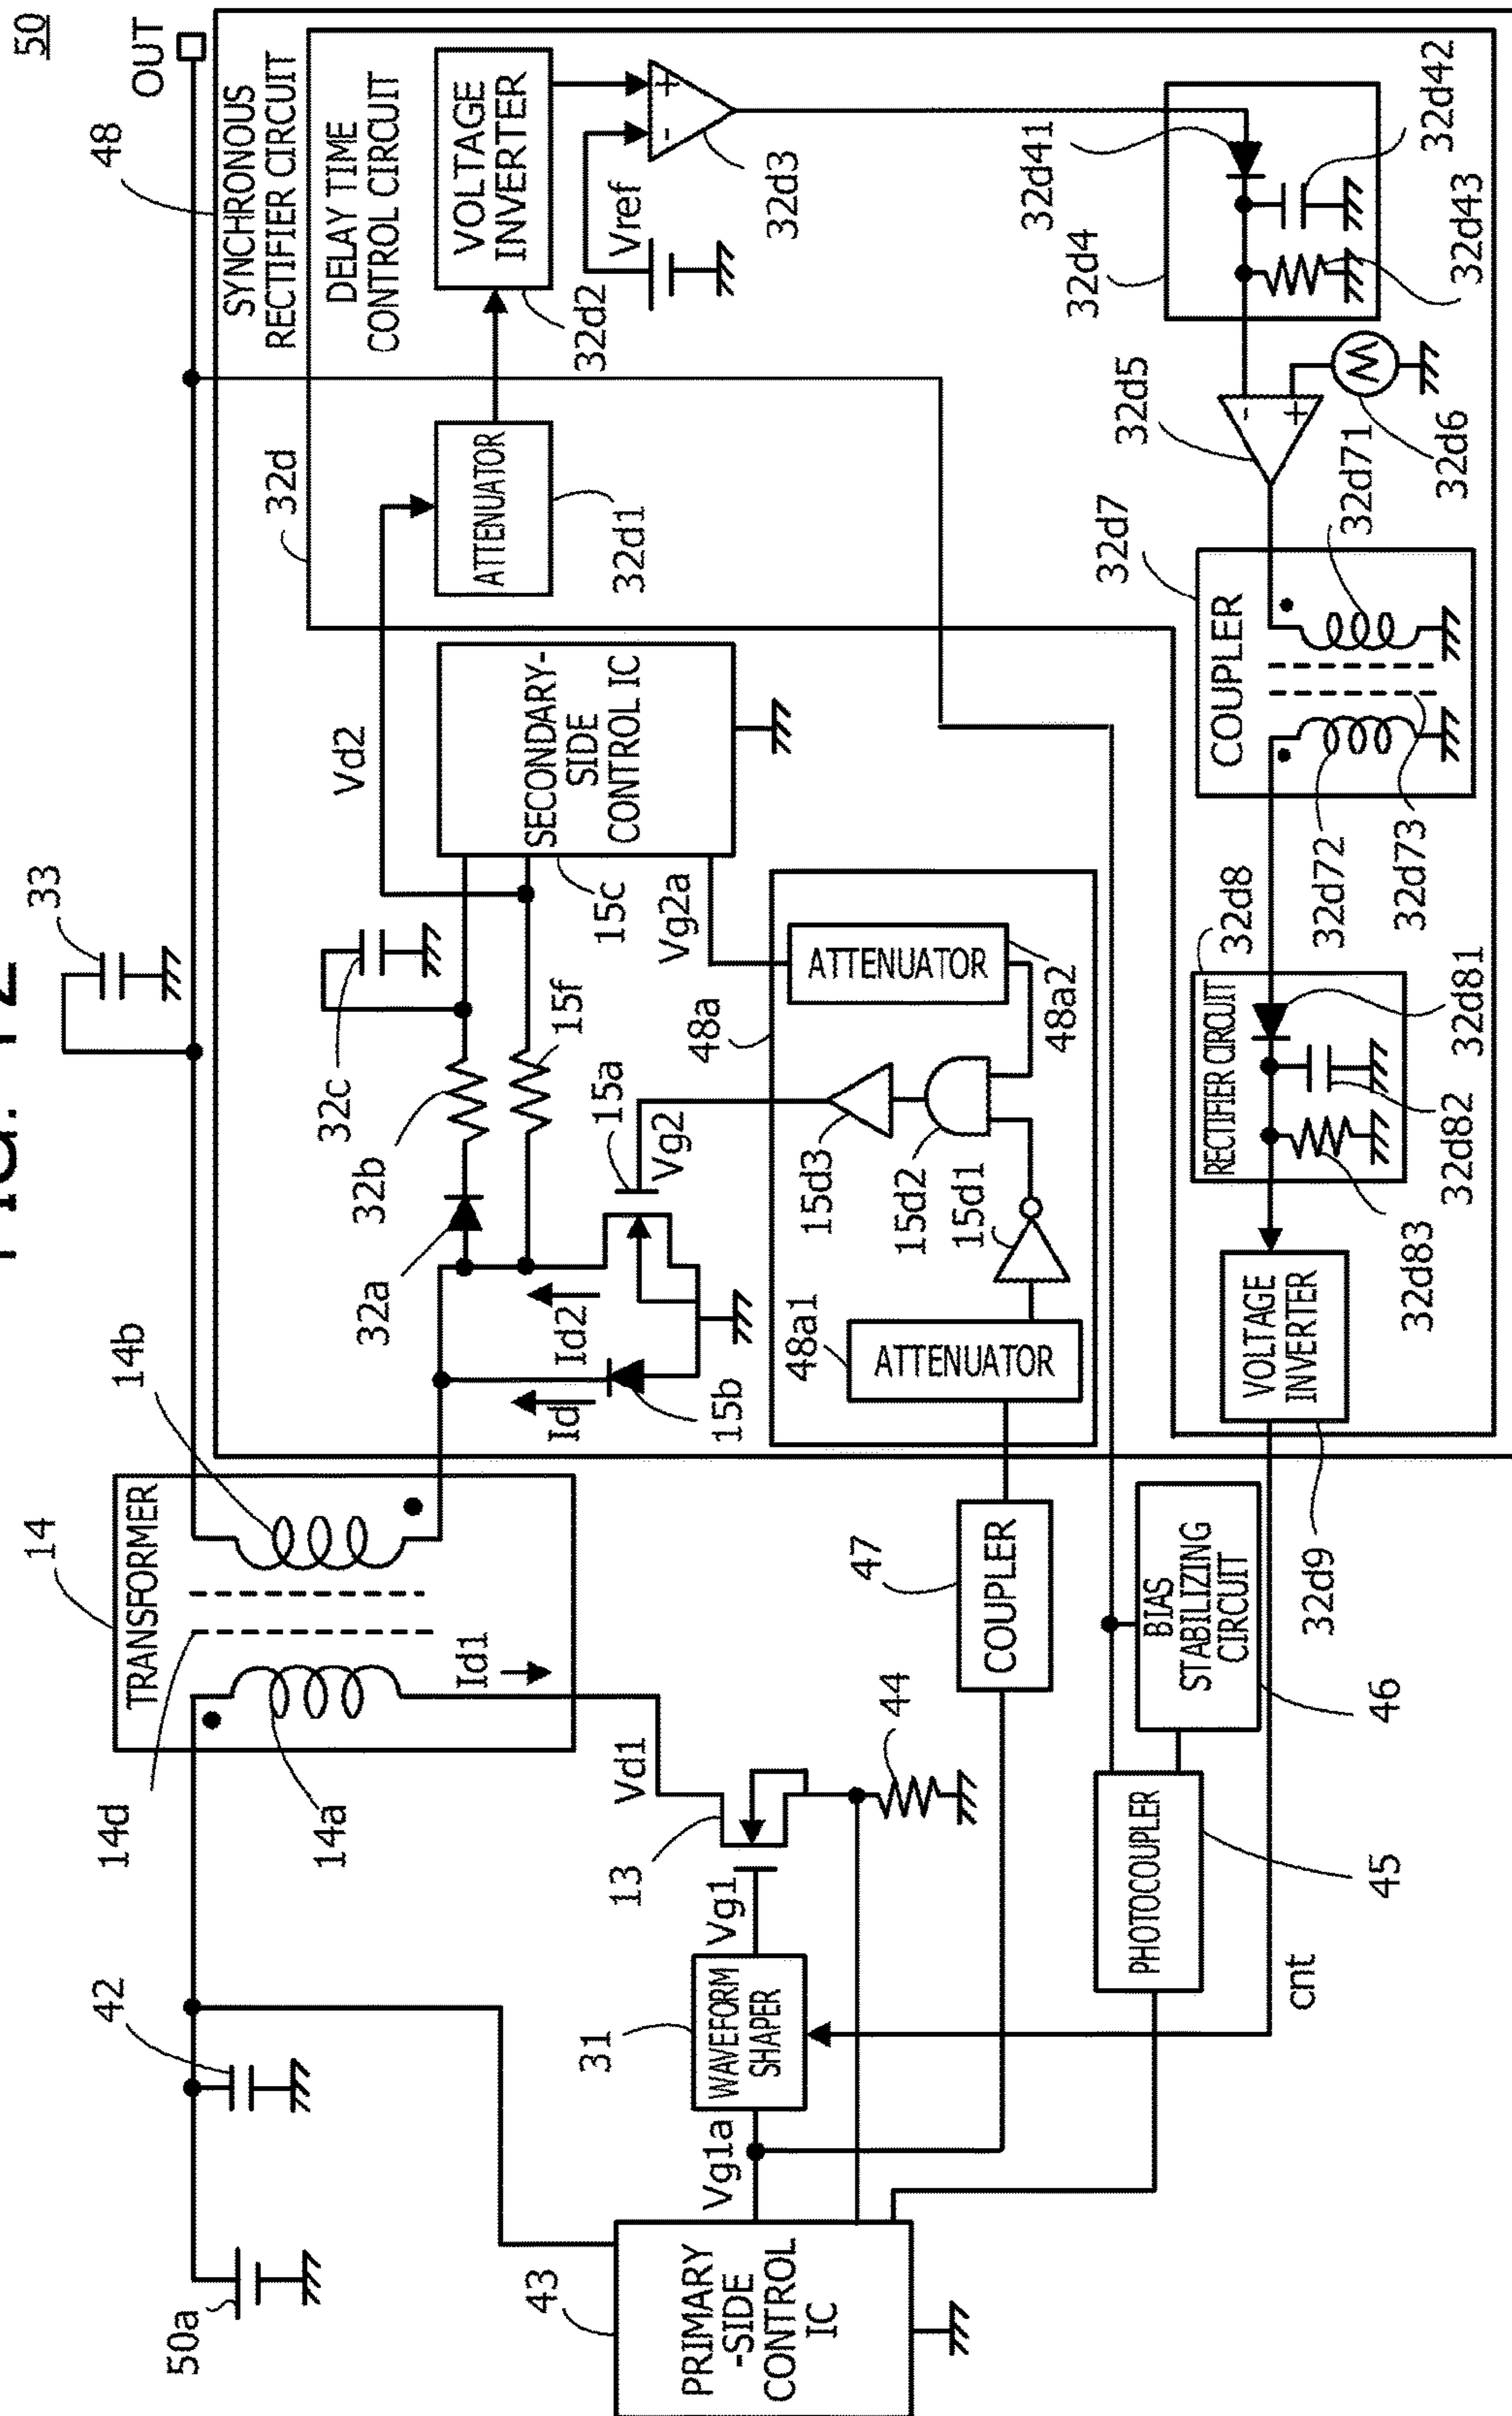 FIG. 12
50
OUT
48
SYNCHRONOUS
RECTIFIER CIRCUIT
DELAY TIME
CONTROL CIRCUIT
VOLTAGE
INVERTER
32d2
Vref
-
+
32d3
32d
ATTENUATOR
32d1
32d4
32d41
32d42
32d43
32d5
-
+
32d6
32d7
COUPLER
32d71
32d72
32d73
32d8
RECTIFIER CIRCUIT
32d81
32d82
32d83
VOLTAGE
INVERTER
32d9
33
Vd2
SECONDARY-
SIDE
CONTROL IC
15c
Vg2a
32c
32b
15f
32a
15a
Vg2
Id2
Id
15b
48a
ATTENUATOR
48a2
15d3
15d2
15d1
48a1
ATTENUATOR
14
TRANSFORMER
14b
14d
14a
Id1
Vd1
13
Vg1
44
47
COUPLER
BIAS
STABILIZING
CIRCUIT
46
PHOTOCOUPLER
45
cnt
42
31
WAVEFORM
SHAPER
Vg1a
50a
43
PRIMARY
-SIDE
CONTROL
IC